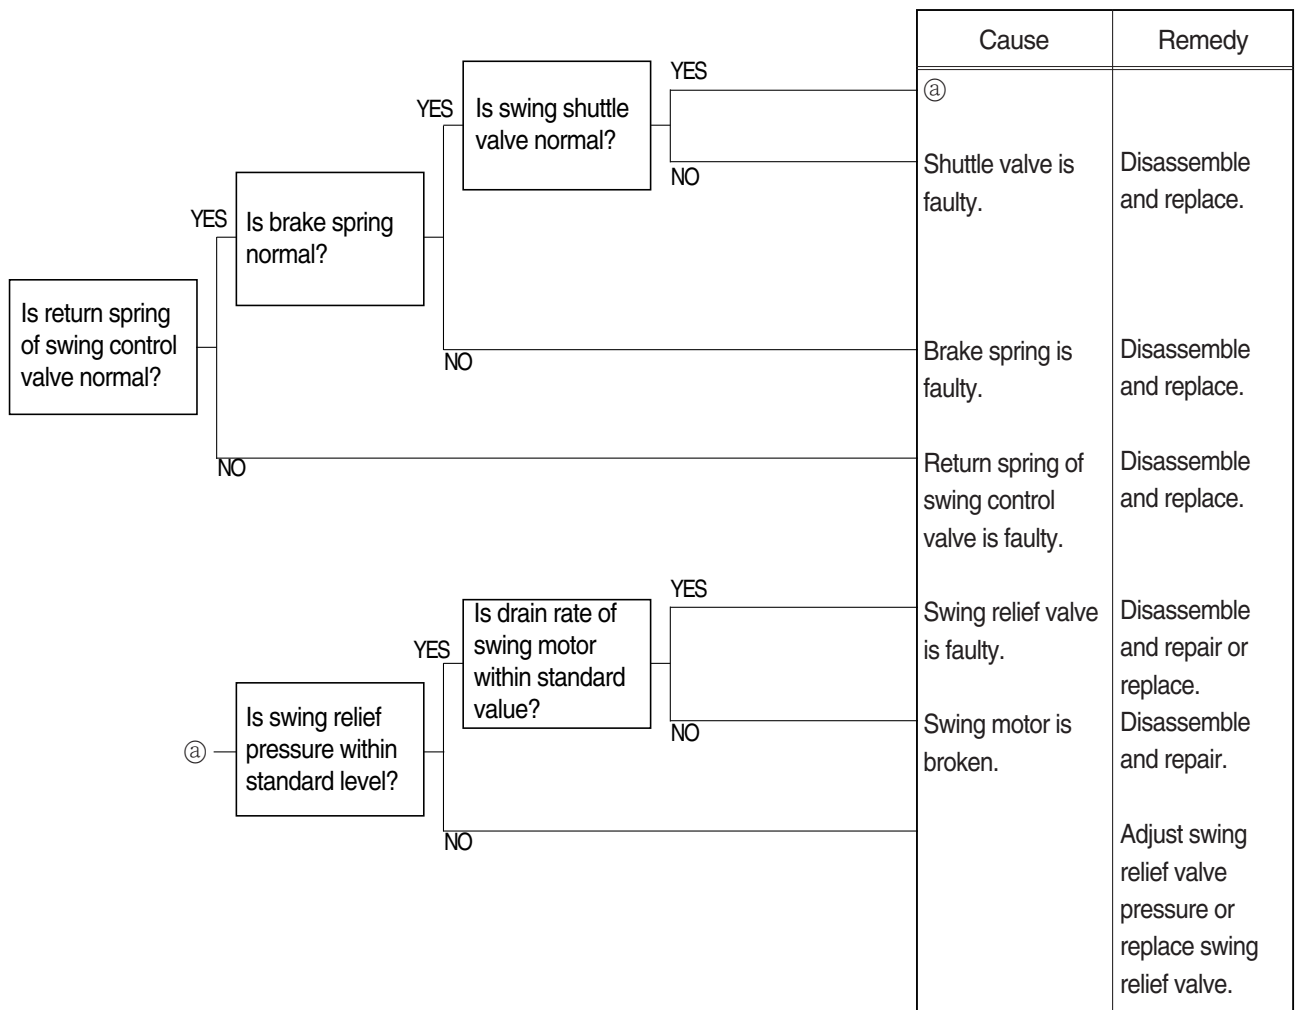 Cause
Remedy
YES
ⓐ
YES
Is swing shuttle
valve normal?
NO
Shuttle valve is
faulty.
Disassemble
and replace.
YES
Is brake spring
normal?
Is return spring
of swing control
valve normal?
NO
Brake spring is
faulty.
Disassemble
and replace.
NO
Return spring of
swing control
valve is faulty.
Disassemble
and replace.
YES
Is drain rate of
swing motor
within standard
value?
Swing relief valve
is faulty.
Disassemble
and repair or
replace.
YES
NO
Swing motor is
broken.
Disassemble
and repair.
ⓐ
Is swing relief
pressure within
standard level?
NO
Adjust swing
relief valve
pressure or
replace swing
relief valve.